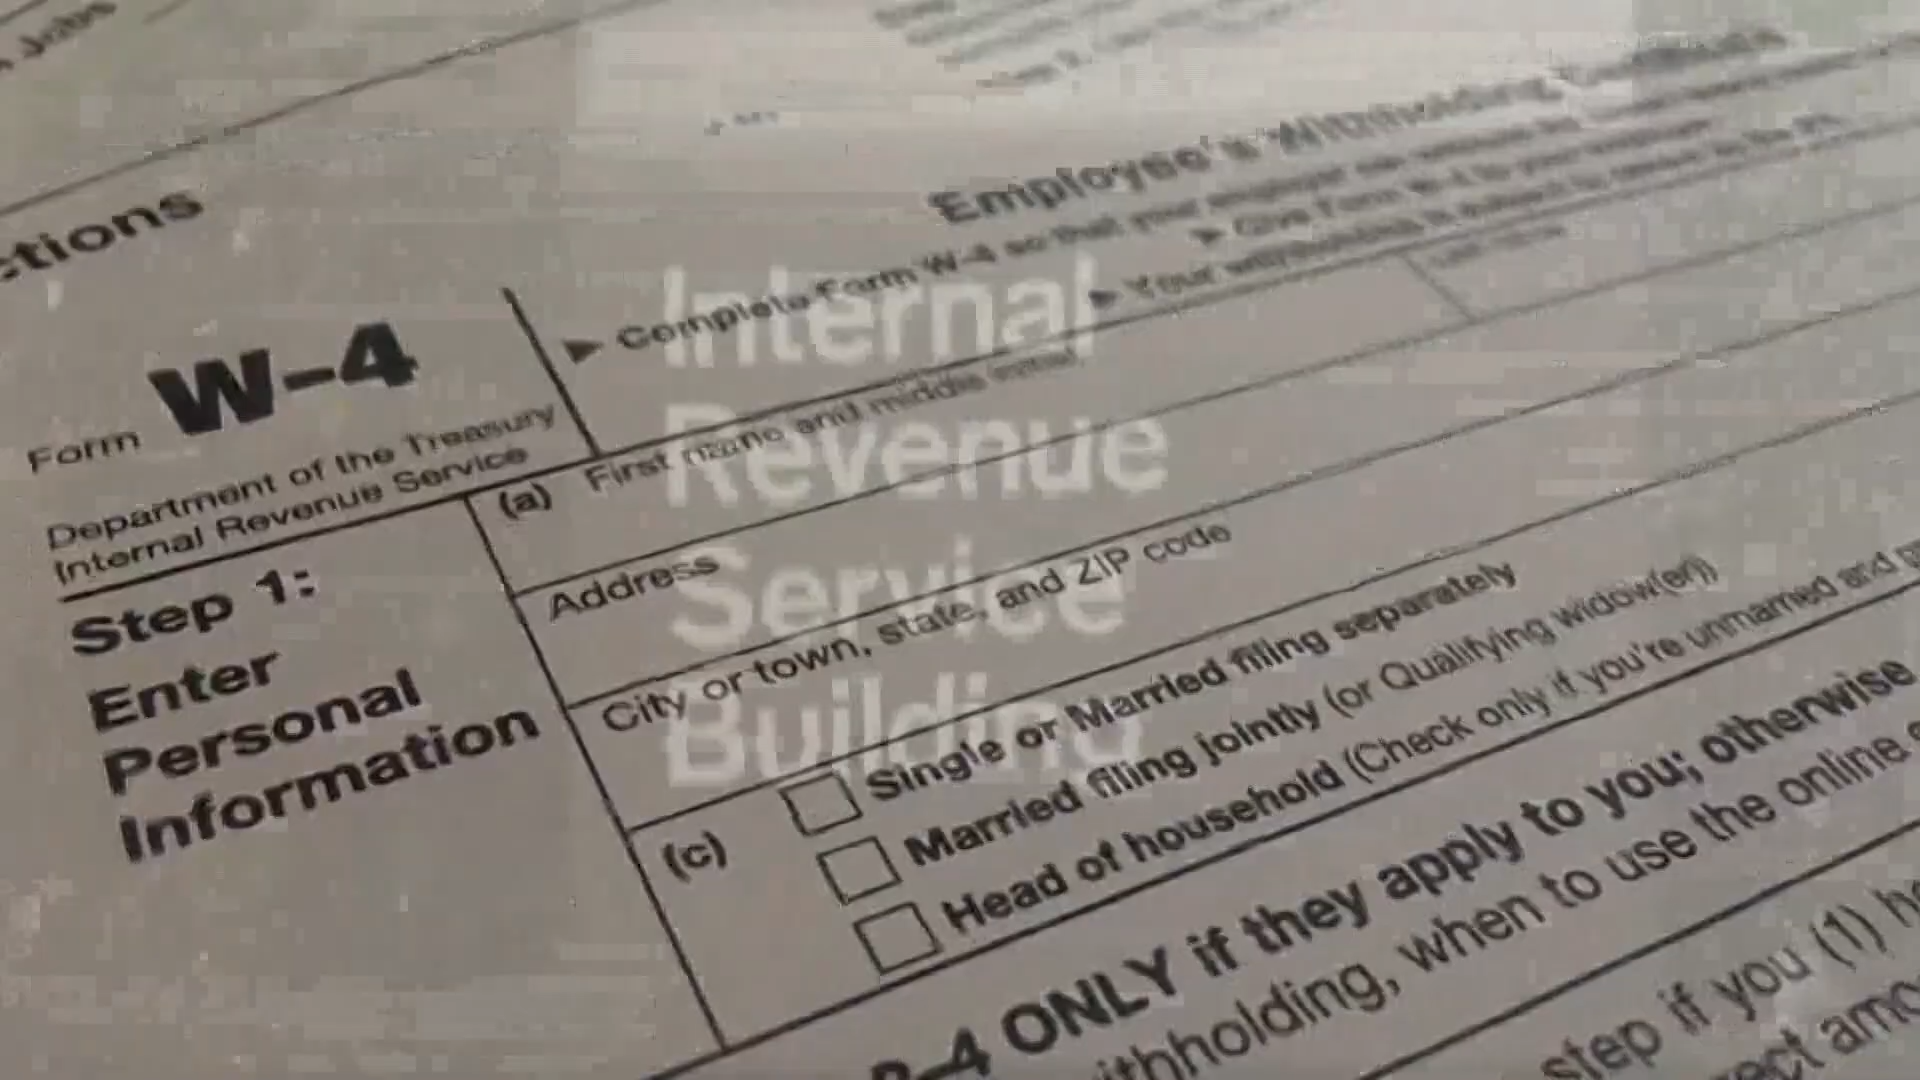 Jobs
ctions
Employee's Withholding
Complete Form W-4 so that your employer can
Give Form W-4 to your employer.
Your withholding is subject to review by the IRS.
Form W-4
Department of the Treasury
Internal Revenue Service
(a) First name and middle initial
Last name
Address
City or town, state, and ZIP code
Step 1:
Enter
Personal
Information
(c)
Single or Married filing separately
Married filing jointly (or Qualifying widow(er))
Head of household (Check only if you're unmarried and
2–4 ONLY if they apply to you; otherwise
ithholding, when to use the online
step if you (1) h
rect amo
Internal
Revenue
Service
Building